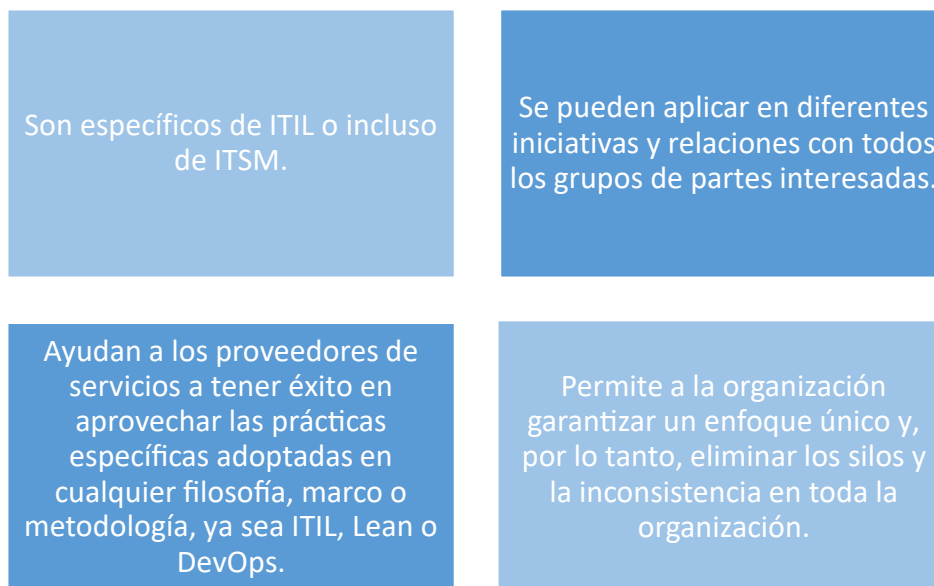 Son específicos de ITIL o incluso
de ITSM.
Se pueden aplicar en diferentes
iniciativas y relaciones con todos
los grupos de partes interesadas.
Ayudan a los proveedores de
servicios a tener éxito en
aprovechar las prácticas
específicas adoptadas en
cualquier filosofía, marco o
metodología, ya sea ITIL, Lean o
DevOps.
Permite a la organización
garantizar un enfoque único y,
por lo tanto, eliminar los silos y
la inconsistencia en toda la
organización.